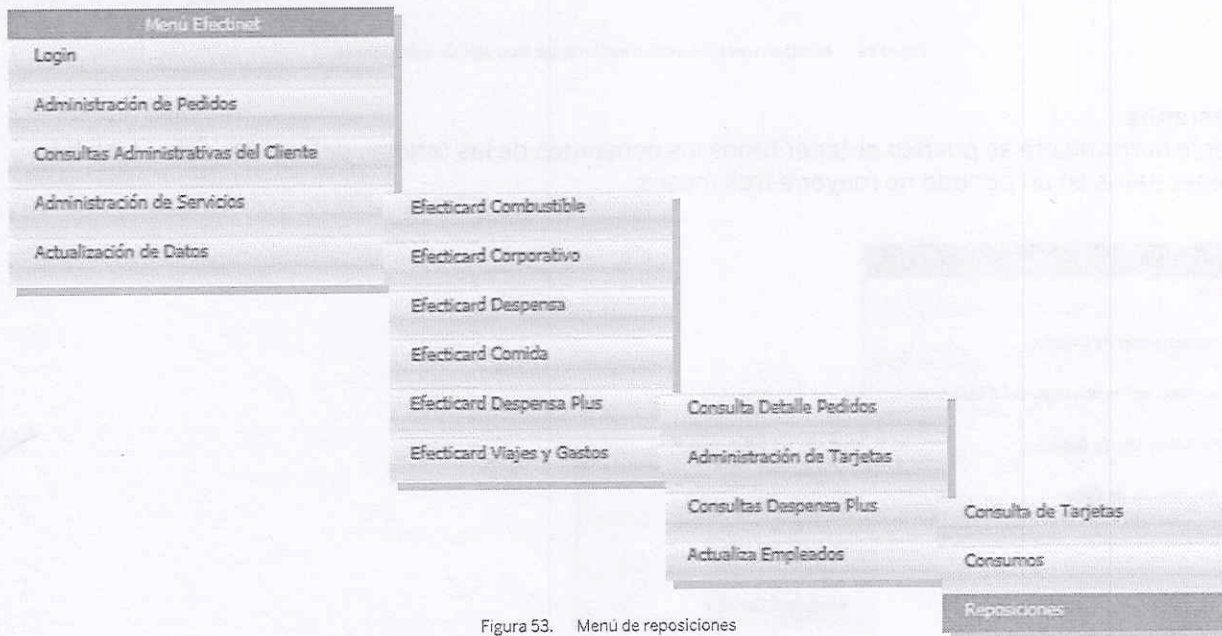 Menú Efectinet
Login
Administración de Pedidos
Consultas Administrativas del Cliente
Administración de Servicios
Actualización de Datos
Efecticard Combustible
Efecticard Corporativo
Efecticard Despensa
Efecticard Comida
Efecticard Despensa Plus
Efecticard Viajes y Gastos
Consulta Detalle Pedidos
Administración de Tarjetas
Consultas Despensa Plus
Actualiza Empleados
Consulta de Tarjetas
Consumos
Reposiciones
Figura 53. Menú de reposiciones